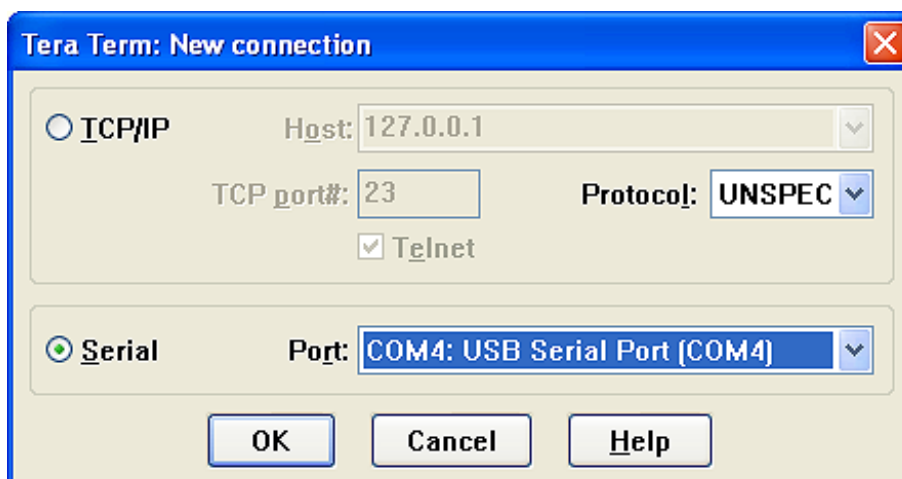 Tera Term: New connection
TCP/IP Host: 127.0.0.1
TCP port#: 23 Protocol: UNSPEC
Telnet
Serial Port: COM4: USB Serial Port (COM4)
OK Cancel Help